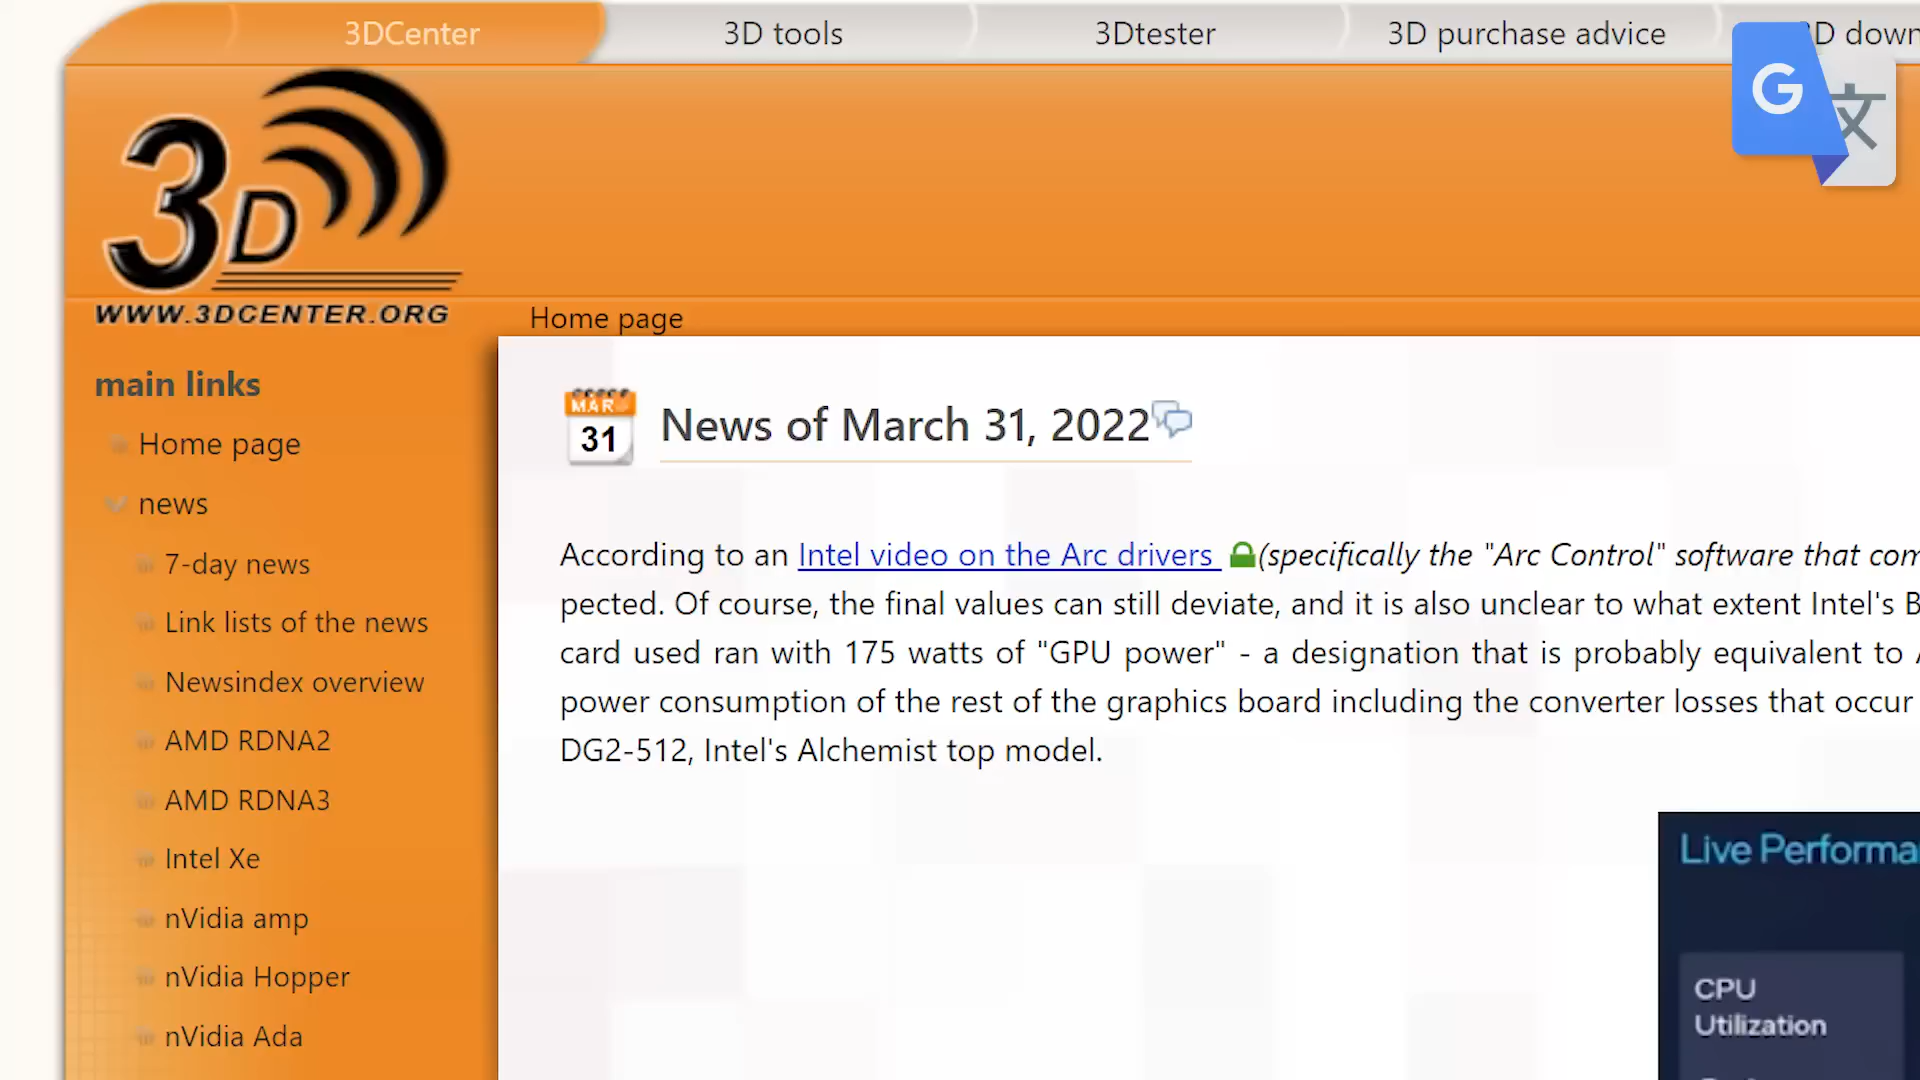 3DCenter
3D tools
3Dtester
3D purchase advice
D down
G
文
3D
WWW.3DCENTER.ORG
Home page
main links
Home page
news
7-day news
Link lists of the news
Newsindex overview
AMD RDNA2
AMD RDNA3
Intel Xe
nVidia amp
nVidia Hopper
nVidia Ada
MAR
31
News of March 31, 2022
According to an Intel video on the Arc drivers (specifically the "Arc Control" software that com
pected. Of course, the final values can still deviate, and it is also unclear to what extent Intel's B
card used ran with 175 watts of "GPU power" - a designation that is probably equivalent to A
power consumption of the rest of the graphics board including the converter losses that occur
DG2-512, Intel's Alchemist top model.
Live Performa
CPU
Utilization